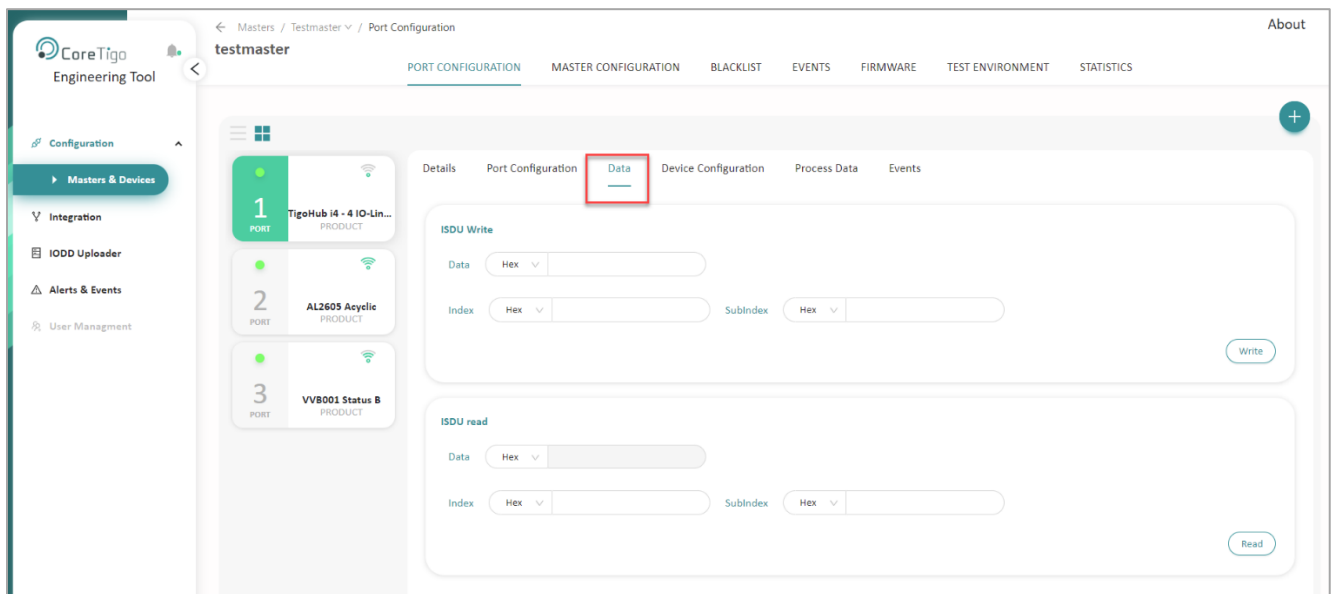 CoreTigo
Engineering Tool
Configuration
Masters & Devices
Integration
IODD Uploader
Alerts & Events
User Managment
← Masters / Testmaster / Port Configuration
About
testmaster
PORT CONFIGURATION MASTER CONFIGURATION BLACKLIST EVENTS FIRMWARE TEST ENVIRONMENT STATISTICS
1
PORT
TigoHub i4 - 4 IO-Lin...
PRODUCT
2
PORT
AL2605 Acyclic
PRODUCT
3
PORT
VVB001 Status B
PRODUCT
Details Port Configuration Data Device Configuration Process Data Events
ISDU Write
Data Hex
Index Hex SubIndex Hex
Write
ISDU read
Data Hex
Index Hex SubIndex Hex
Read